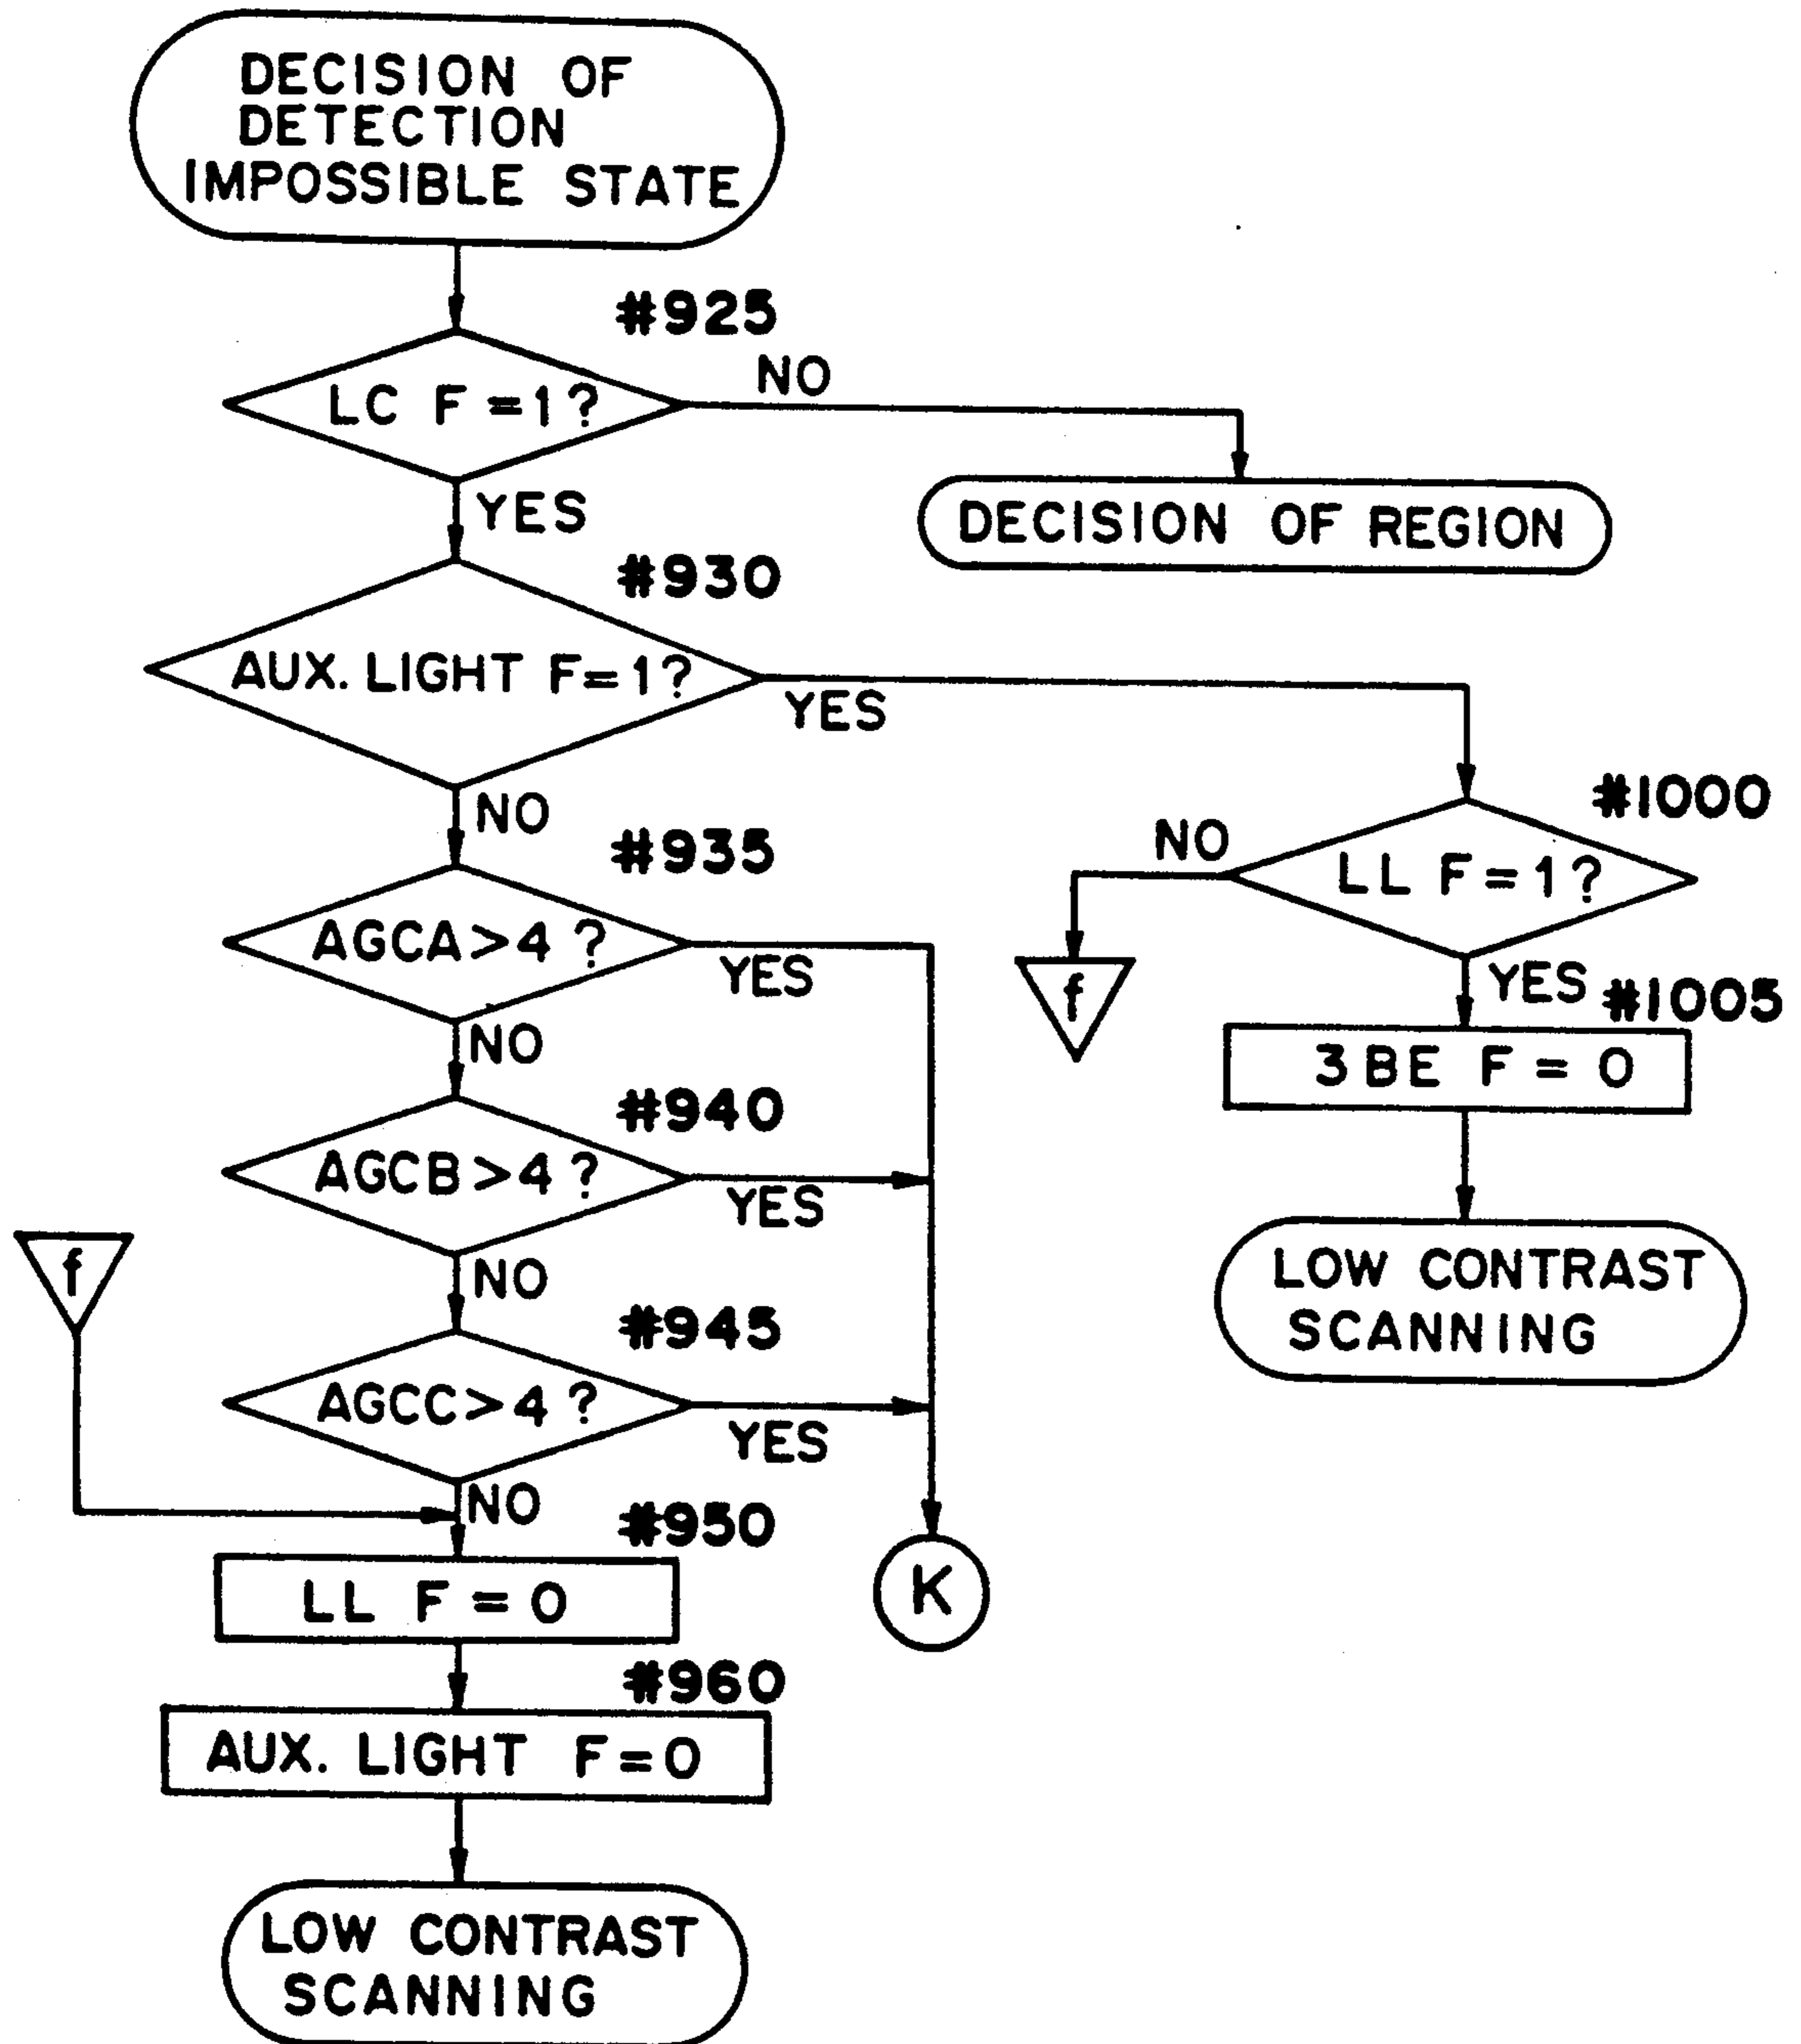 DECISION OF
DETECTION
IMPOSSIBLE STATE
#925
LC F=1?
NO
YES
DECISION OF REGION
#930
AUX. LIGHT F=1?
YES
NO
#935
AGCA>4?
YES
NO
#1000
LL F=1?
NO
YES
f
#1005
3BE F=0
LOW CONTRAST
SCANNING
#940
AGCB>4?
YES
NO
f
#945
AGCC>4?
YES
NO
#950
LL F=0
K
#960
AUX. LIGHT F=0
LOW CONTRAST
SCANNING